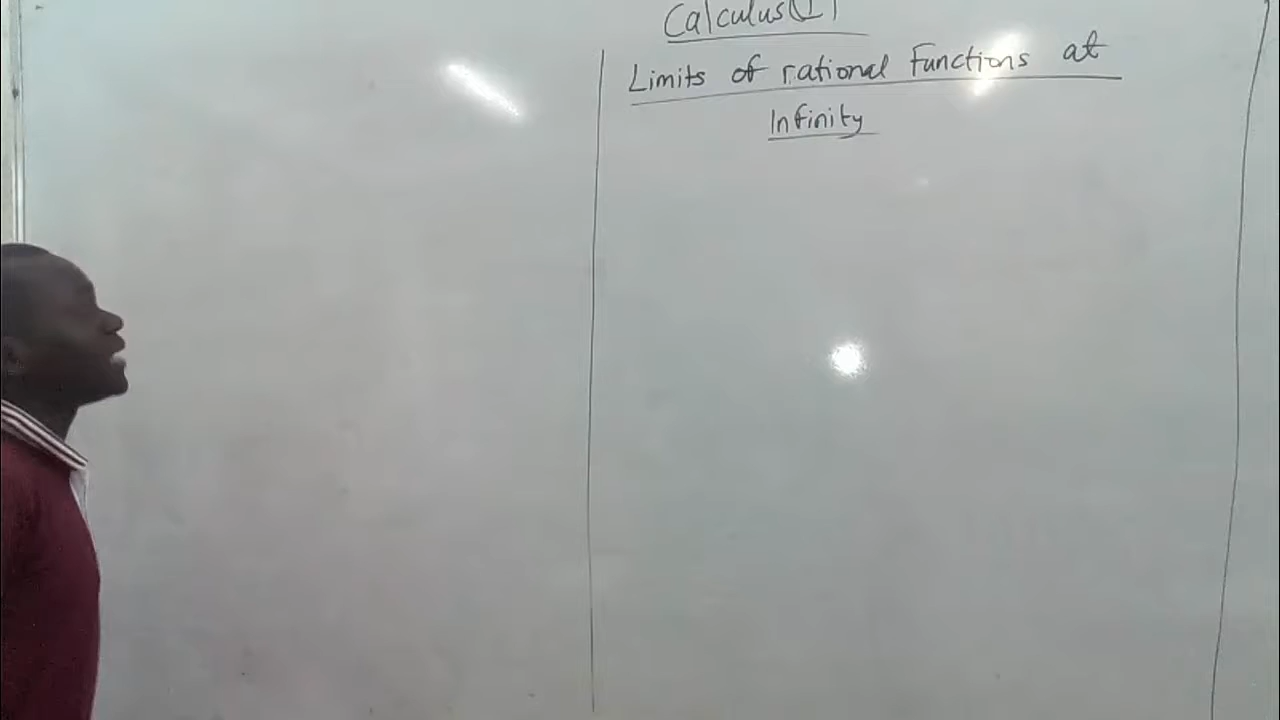 Calculus (I)
Limits of rational Functions at
Infinity